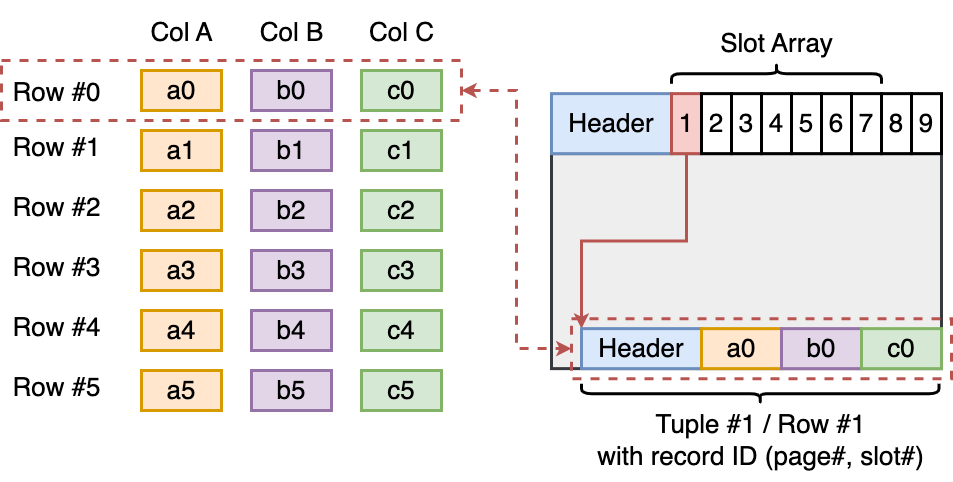 Col A Col B Col C
Row #0 a0 b0 c0
Row #1 a1 b1 c1
Row #2 a2 b2 c2
Row #3 a3 b3 c3
Row #4 a4 b4 c4
Row #5 a5 b5 c5
Slot Array
Header 1 2 3 4 5 6 7 8 9
Header a0 b0 c0
Tuple #1 / Row #1
with record ID (page#, slot#)